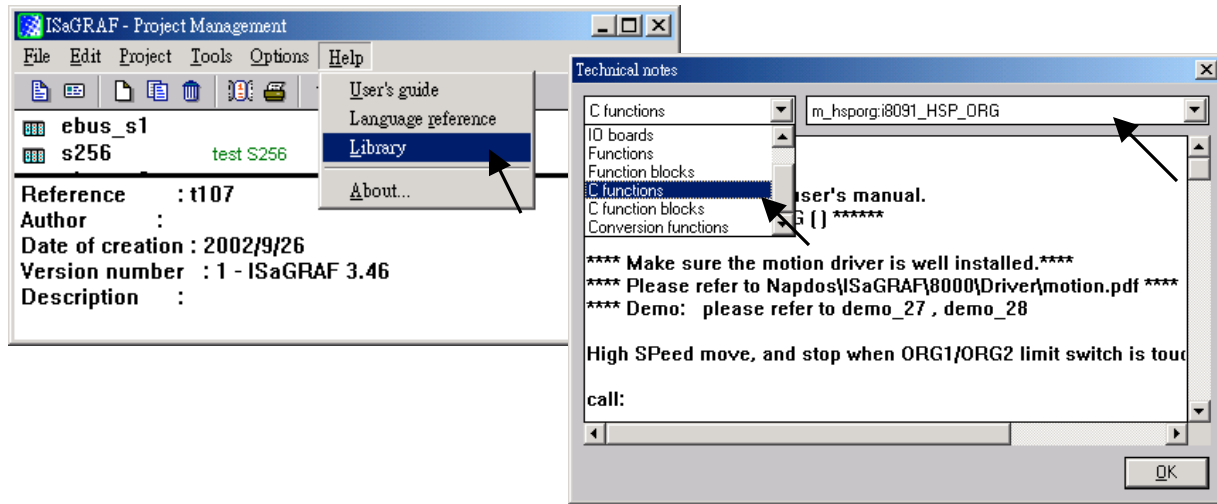 ISaGRAF - Project Management
File Edit Project Tools Options Help
User's guide
Language reference
Library
About...
ebus_s1
s256 test S256
Reference : t107
Author :
Date of creation : 2002/9/26
Version number : 1 - ISaGRAF 3.46
Description :
Technical notes
C functions m_hsporg:i8091_HSP_ORG
IO boards
Functions
Function blocks
C functions
C function blocks
Conversion functions
user's manual.
G () ******
**** Make sure the motion driver is well installed.****
**** Please refer to Napdos\ISaGRAF\8000\Driver\motion.pdf ****
**** Demo: please refer to demo_27 , demo_28
High SPeed move, and stop when ORG1/ORG2 limit switch is
call:
OK